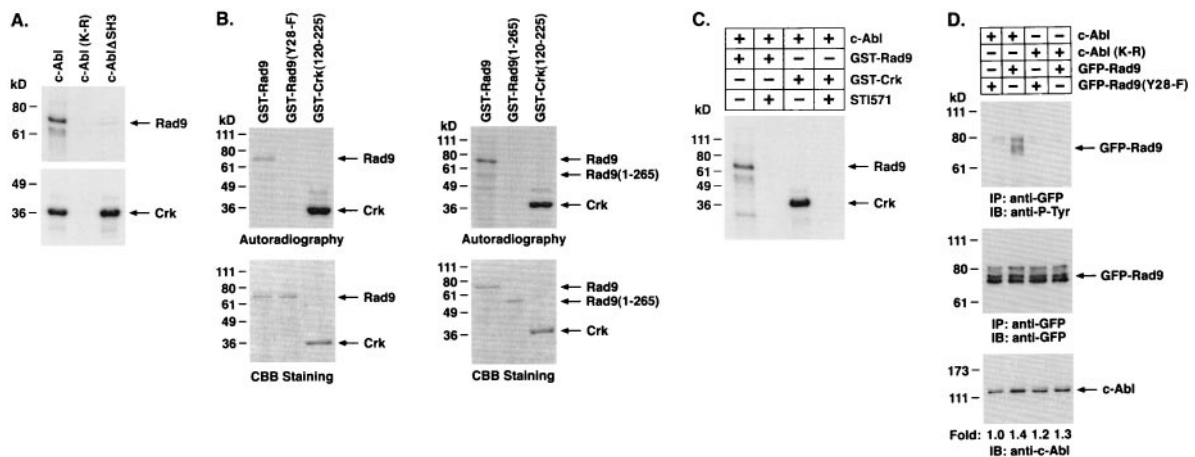 A.
c-Abl
c-Abl (K-R)
c-Abl∆SH3
kD
80 –
61 –
← Rad9
49 –
36 –
← Crk
B.
GST-Rad9
GST-Rad9(Y28-F)
GST-Crk(120-225)
kD
111 –
80 –
61 –
49 –
36 –
← Rad9
← Crk
Autoradiography
111 –
80 –
61 –
49 –
36 –
← Rad9
← Crk
CBB Staining
GST-Rad9
GST-Rad9(1-265)
GST-Crk(120-225)
kD
111 –
80 –
61 –
49 –
36 –
← Rad9
← Rad9(1-265)
← Crk
Autoradiography
111 –
80 –
61 –
49 –
36 –
← Rad9
← Rad9(1-265)
← Crk
CBB Staining
C.
+ + + + c-Abl
+ + – – GST-Rad9
– – + + GST-Crk
– + – + STI571
kD
111 –
80 –
61 –
49 –
36 –
← Rad9
← Crk
D.
+ + – – c-Abl
– – + + c-Abl (K-R)
– + – + GFP-Rad9
+ – + – GFP-Rad9(Y28-F)
kD
111 –
80 –
61 –
← GFP-Rad9
IP: anti-GFP
IB: anti-P-Tyr
111 –
80 –
61 –
← GFP-Rad9
IP: anti-GFP
IB: anti-GFP
173 –
111 –
← c-Abl
Fold: 1.0 1.4 1.2 1.3
IB: anti-c-Abl